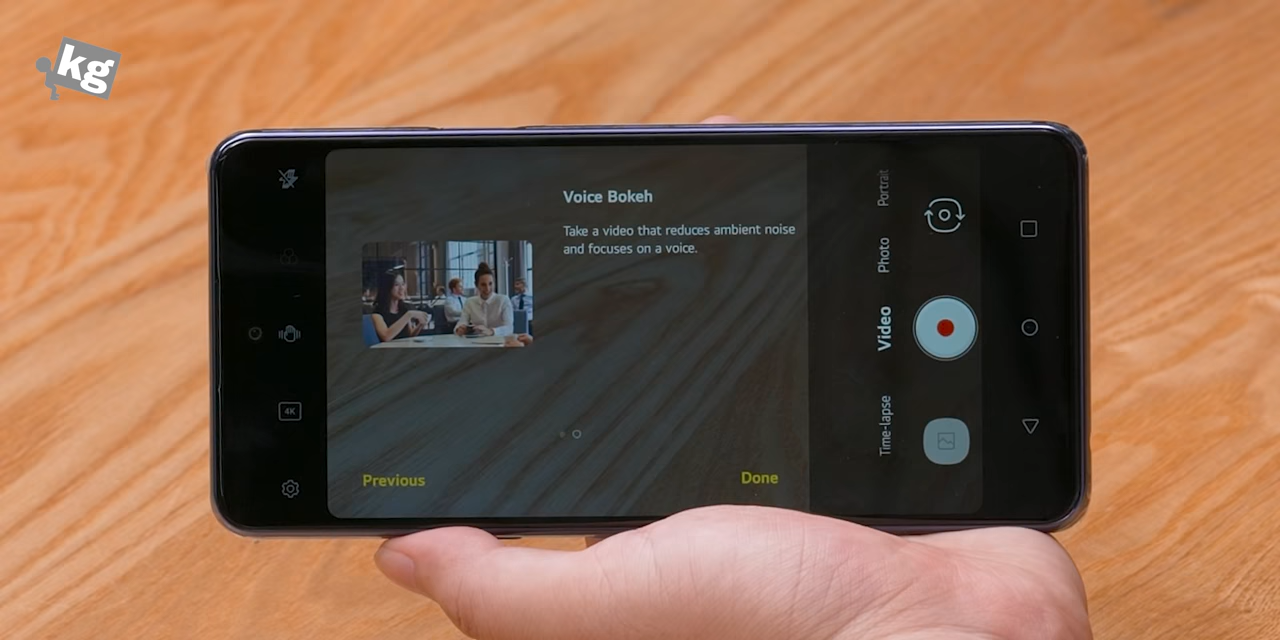 kg
Voice Bokeh
Take a video that reduces ambient noise
and focuses on a voice.
Previous
Done
4K
Portrait
Photo
Video
Time-lapse